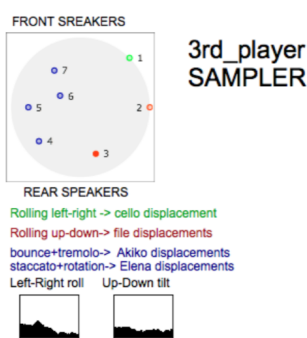 FRONT SREAKERS
3rd_player
SAMPLER
1
7
6
5
2
4
3
REAR SPEAKERS
Rolling left-right -> cello displacement
Rolling up-down-> file displacements
bounce+tremolo-> Akiko displacements
staccato+rotation-> Elena displacements
Left-Right roll Up-Down tilt